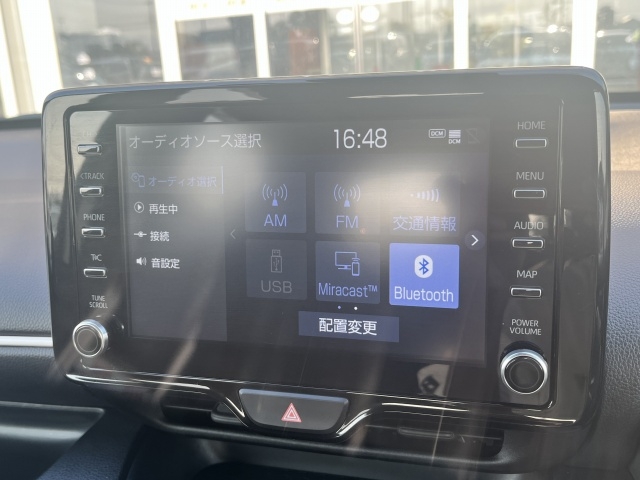 オーディオソース選択
16:48
DCM
DCM
オーディオ選択
再生中
接続
音設定
AM
FM
交通情報
USB
Miracast™
Bluetooth
配置変更
TRACK
PHONE
T/C
TUNE
SCROLL
HOME
MENU
AUDIO
MAP
POWER
VOLUME